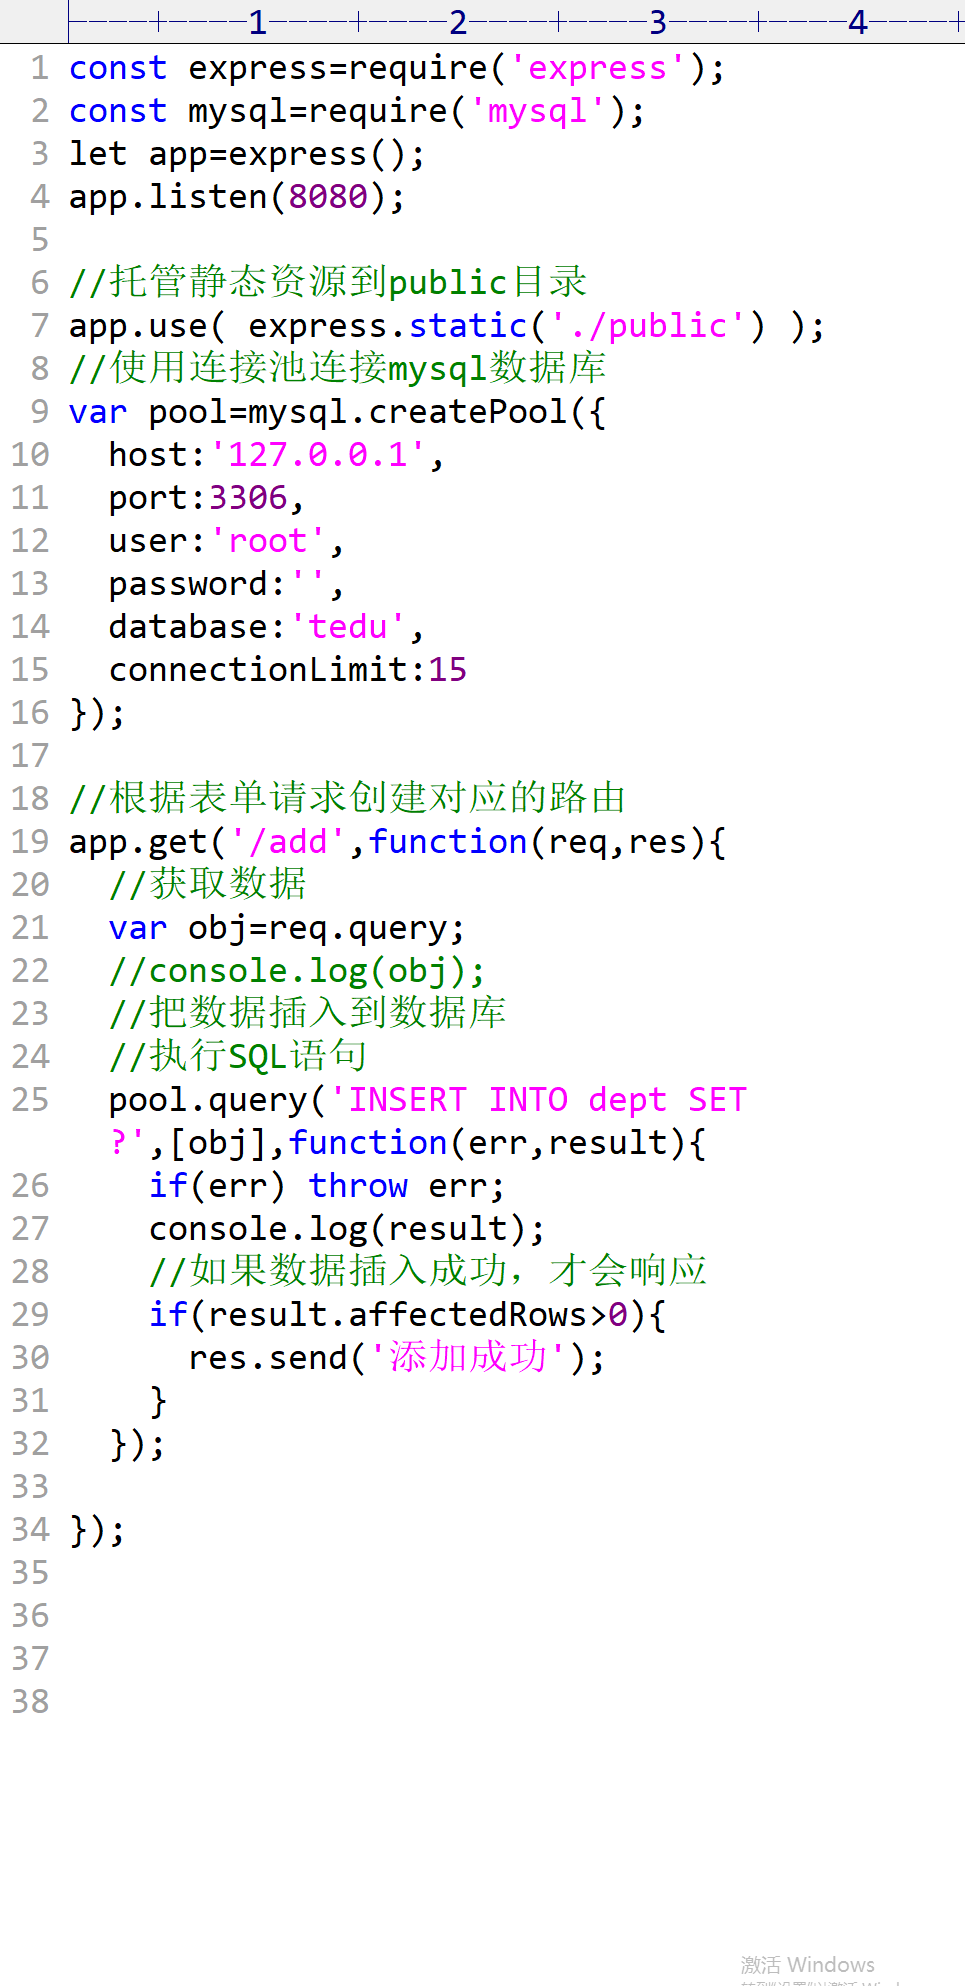 1 2 3 4
1 const express=require('express');
2 const mysql=require('mysql');
3 let app=express();
4 app.listen(8080);
5
6 //托管静态资源到public目录
7 app.use( express.static('./public') );
8 //使用连接池连接mysql数据库
9 var pool=mysql.createPool({
10   host:'127.0.0.1',
11   port:3306,
12   user:'root',
13   password:'',
14   database:'tedu',
15   connectionLimit:15
16 });
17
18 //根据表单请求创建对应的路由
19 app.get('/add',function(req,res){
20   //获取数据
21   var obj=req.query;
22   //console.log(obj);
23   //把数据插入到数据库
24   //执行SQL语句
25   pool.query('INSERT INTO dept SET
?',[obj],function(err,result){
26     if(err) throw err;
27     console.log(result);
28     //如果数据插入成功，才会响应
29     if(result.affectedRows>0){
30       res.send('添加成功');
31     }
32   });
33
34 });
35
36
37
38
激活 Windows